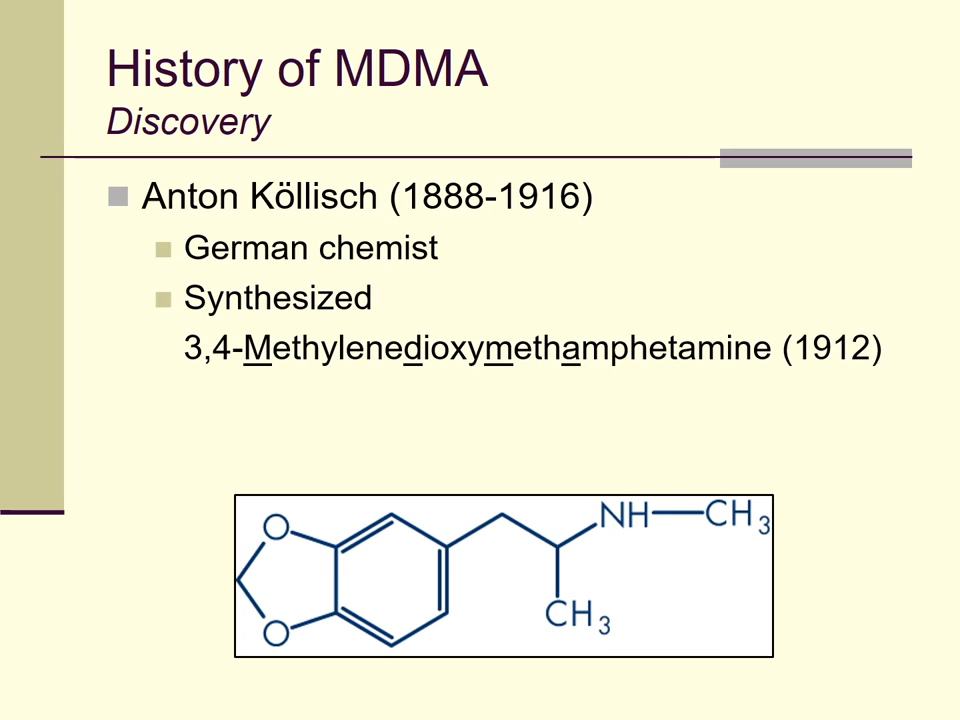 History of MDMA
Discovery
Anton Köllisch (1888-1916)
German chemist
Synthesized
3,4-Methylenedioxymethamphetamine (1912)
O
NH
CH3
CH3
O